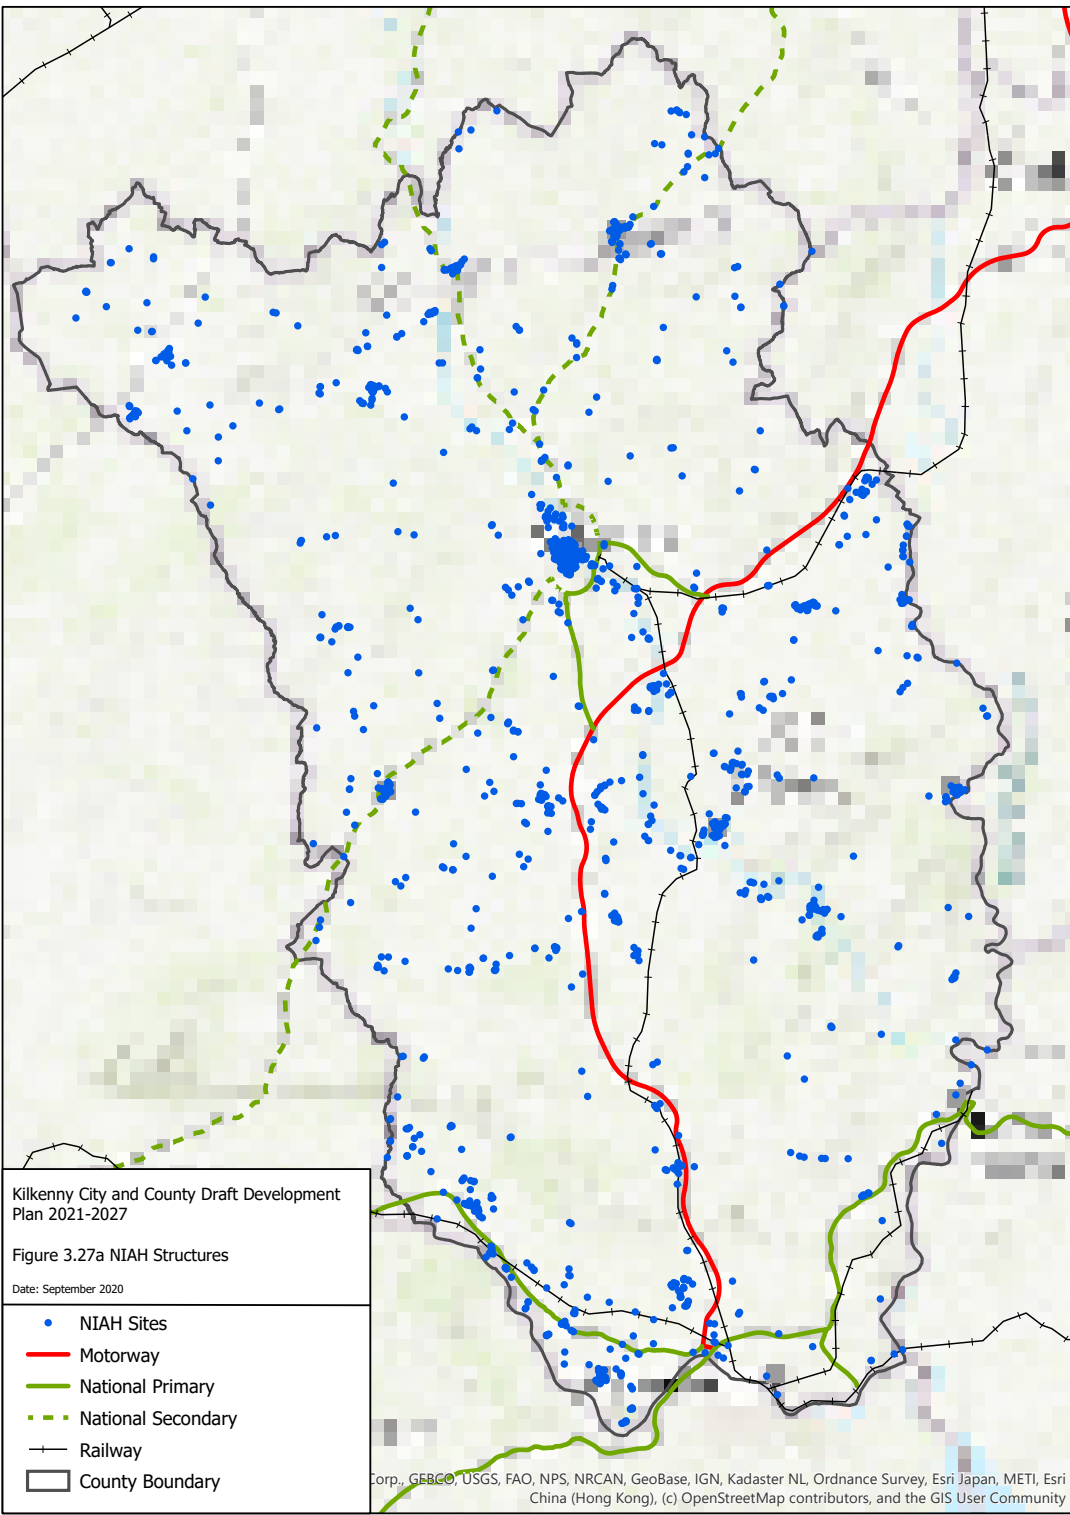 Kilkenny City and County Draft Development
Plan 2021-2027
Figure 3.27a NIAH Structures
Date: September 2020
NIAH Sites
Motorway
National Primary
National Secondary
Railway
County Boundary
Corp., GEBCO, USGS, FAO, NPS, NRCAN, GeoBase, IGN, Kadaster NL, Ordnance Survey, Esri Japan, METI, Esri
China (Hong Kong), (c) OpenStreetMap contributors, and the GIS User Community